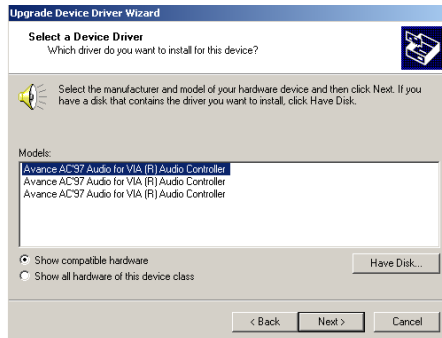 Upgrade Device Driver Wizard
Select a Device Driver
Which driver do you want to install for this device?
Select the manufacturer and model of your hardware device and then click Next. If you
have a disk that contains the driver you want to install, click Have Disk.
Models:
Avance AC'97 Audio for VIA (R) Audio Controller
Avance AC'97 Audio for VIA (R) Audio Controller
Avance AC'97 Audio for VIA (R) Audio Controller
Show compatible hardware
Show all hardware of this device class
Have Disk...
< Back
Next >
Cancel